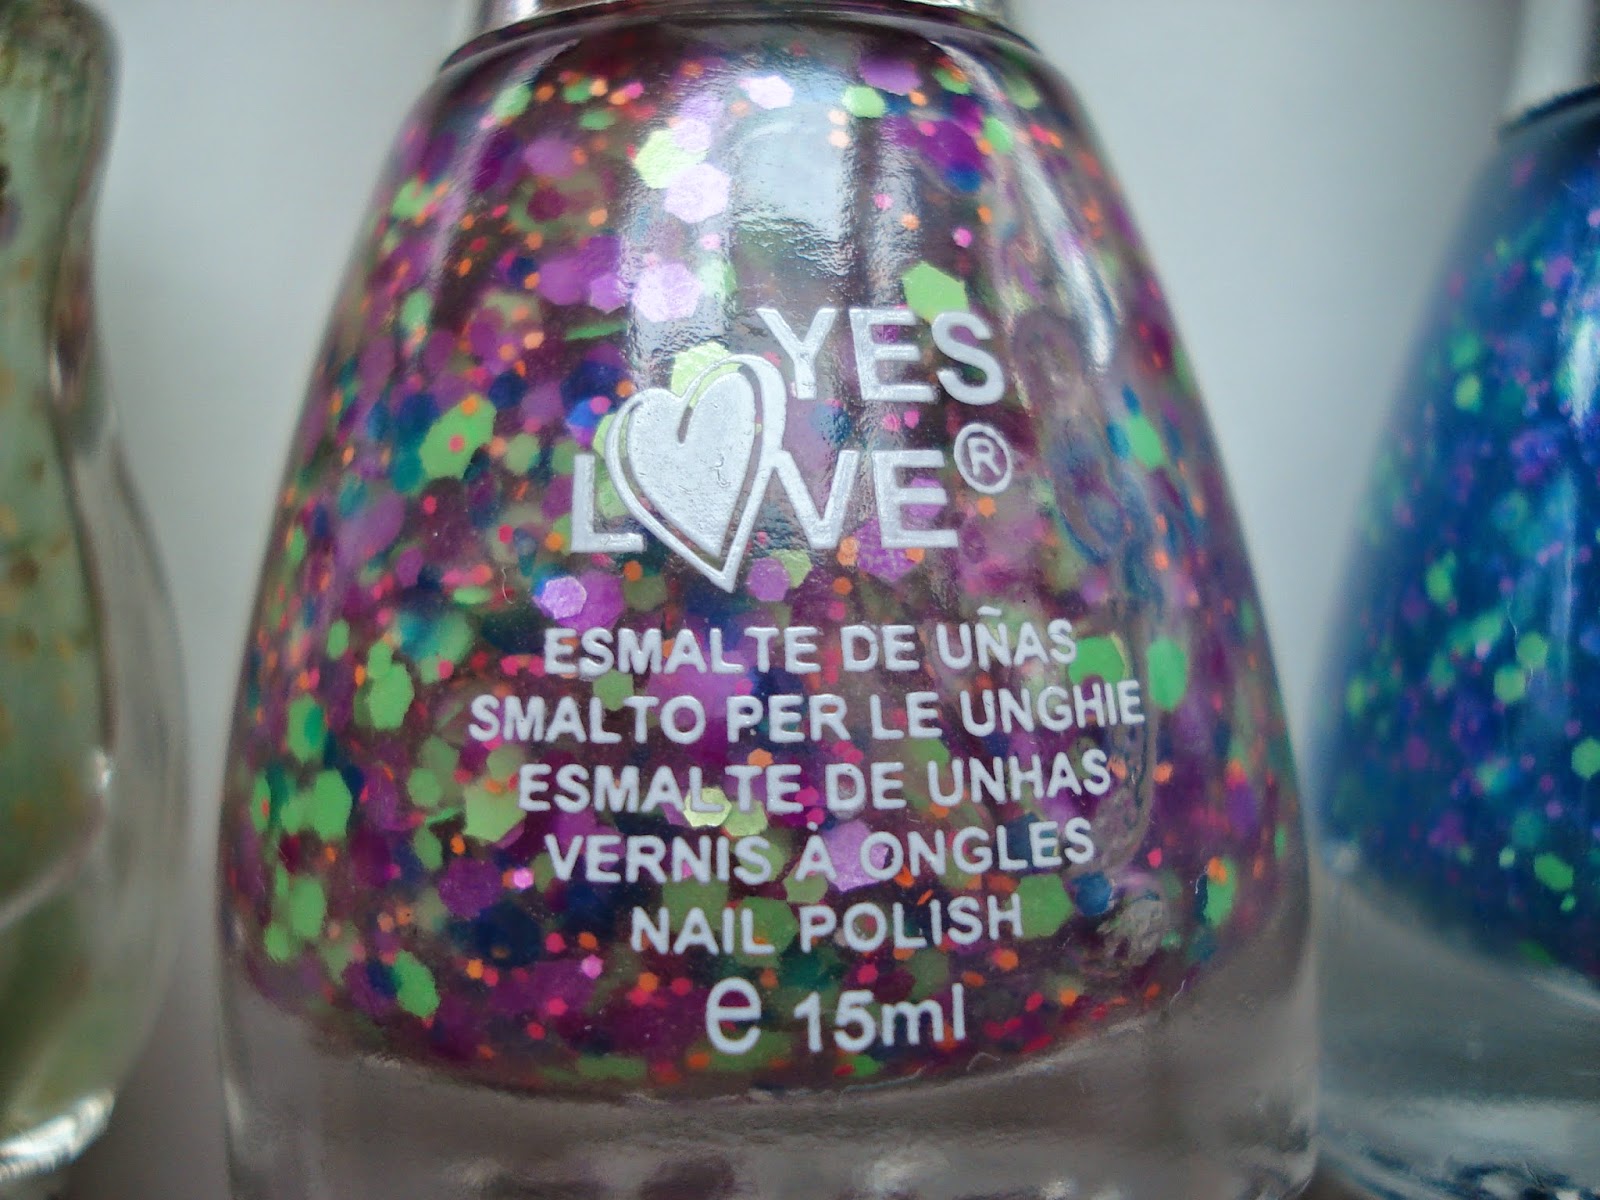 YES
LOVE®
ESMALTE DE UÑAS
SMALTO PER LE UNGHIE
ESMALTE DE UNHAS
VERNIS À ONGLES
NAIL POLISH
e 15ml